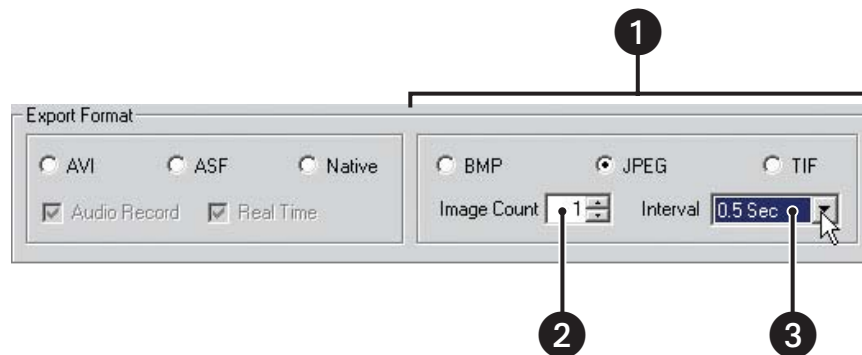 1
Export Format
AVI ASF Native BMP JPEG TIF
Audio Record Real Time Image Count 1 Interval 0.5 Sec
2 3